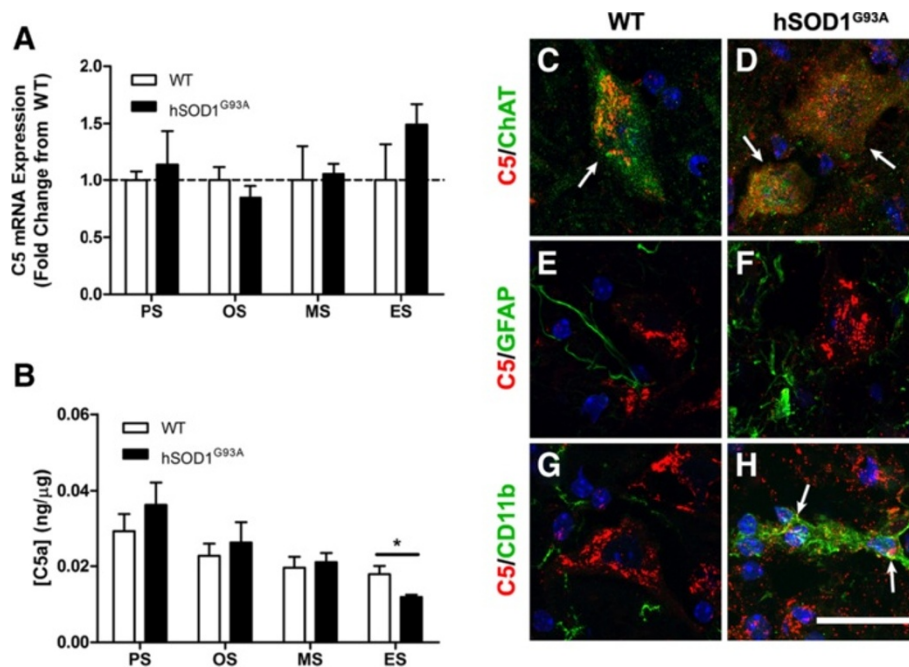 A
C5 mRNA Expression
(Fold Change from WT)
2.0
1.5
1.0
0.5
0.0
WT
hSOD1G93A
PS OS MS ES
B
[C5a] (ng/µg)
0.06
0.04
0.02
0.00
WT
hSOD1G93A
*
PS OS MS ES
WT hSOD1G93A
C5/ChAT
C D
C5/GFAP
E F
C5/CD11b
G H